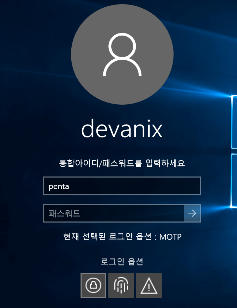 devanix
통합아이디/패스워드를 입력하세요
penta
패스워드
현재 선택된 로그인 옵션 : MOTP
로그인 옵션